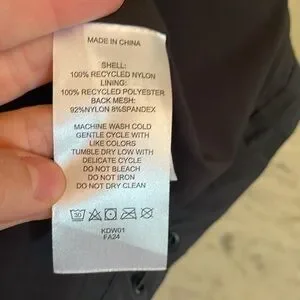 MADE IN CHINA
SHELL:
100% RECYCLED NYLON
LINING:
100% RECYCLED POLYESTER
BACK MESH:
92%NYLON 8%SPANDEX
MACHINE WASH COLD
GENTLE CYCLE WITH
LIKE COLORS
TUMBLE DRY LOW WITH
DELICATE CYCLE
DO NOT BLEACH
DO NOT IRON
DO NOT DRY CLEAN
30
KDW01
FA24